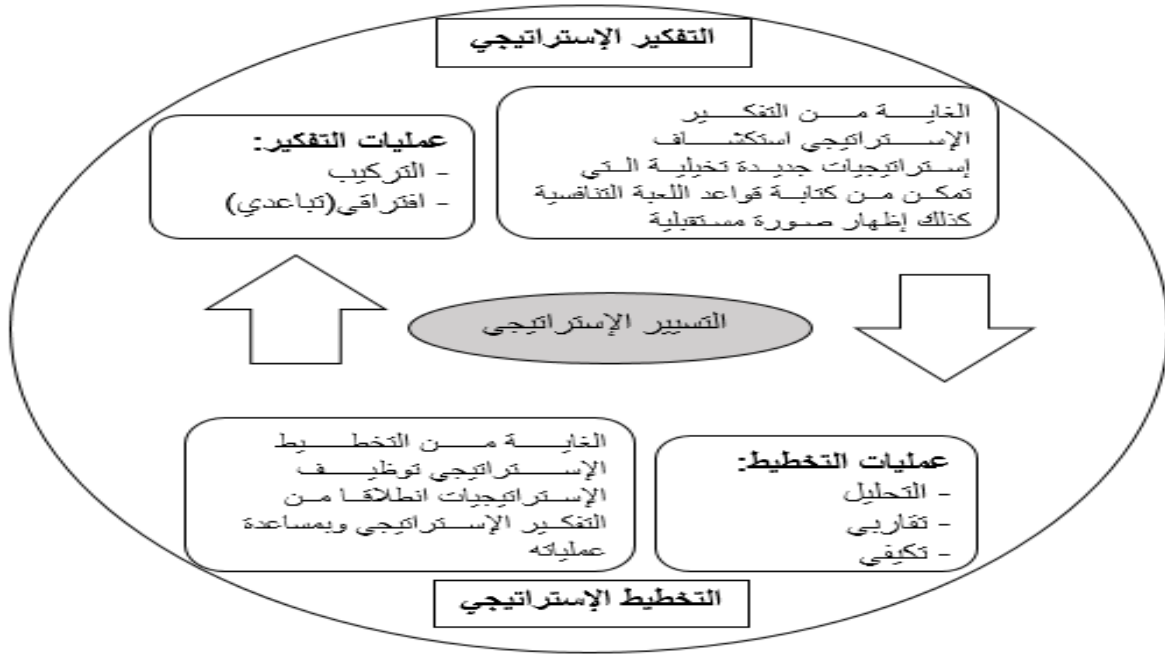 التفكير الإستراتيجي
الغاية من التفكير
الإستراتيجي استكشاف
إستراتيجيات جديدة تخيلية التي
تمكن من كتابة قواعد اللعبة التنافسية
كذلك إظهار صورة مستقبلية
عمليات التفكير:
- التركيب
- افتراقي(تباعدي)
التسيير الإستراتيجي
عمليات التخطيط:
- التحليل
- تقاربي
- تكيفي
الغاية من التخطيط
الإستراتيجي توظيف
الإستراتيجيات انطلاقا من
التفكير الإستراتيجي وبمساعدة
عملياته
التخطيط الإستراتيجي